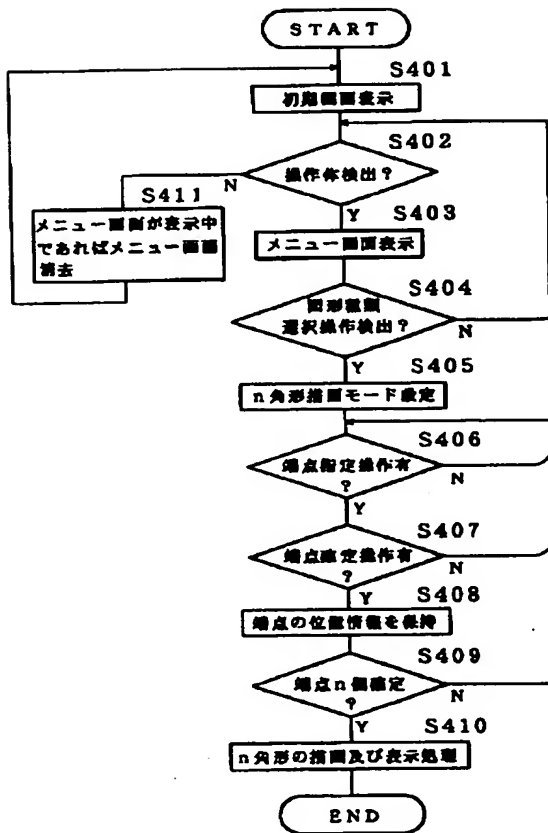 START
S401
初期画面表示
S402
操作体検出?
N
S411
Y
S403
メニュー画面が表示中
であればメニュー画面
消去
メニュー画面表示
S404
図形種類
選択操作検出?
N
Y
S405
n角形描画モード設定
S406
端点指定操作有
?
N
Y
S407
端点確定操作有
?
N
Y
S408
端点の位置情報を保持
S409
端点n個確定
?
N
Y
S410
n角形の描画及び表示処理
END